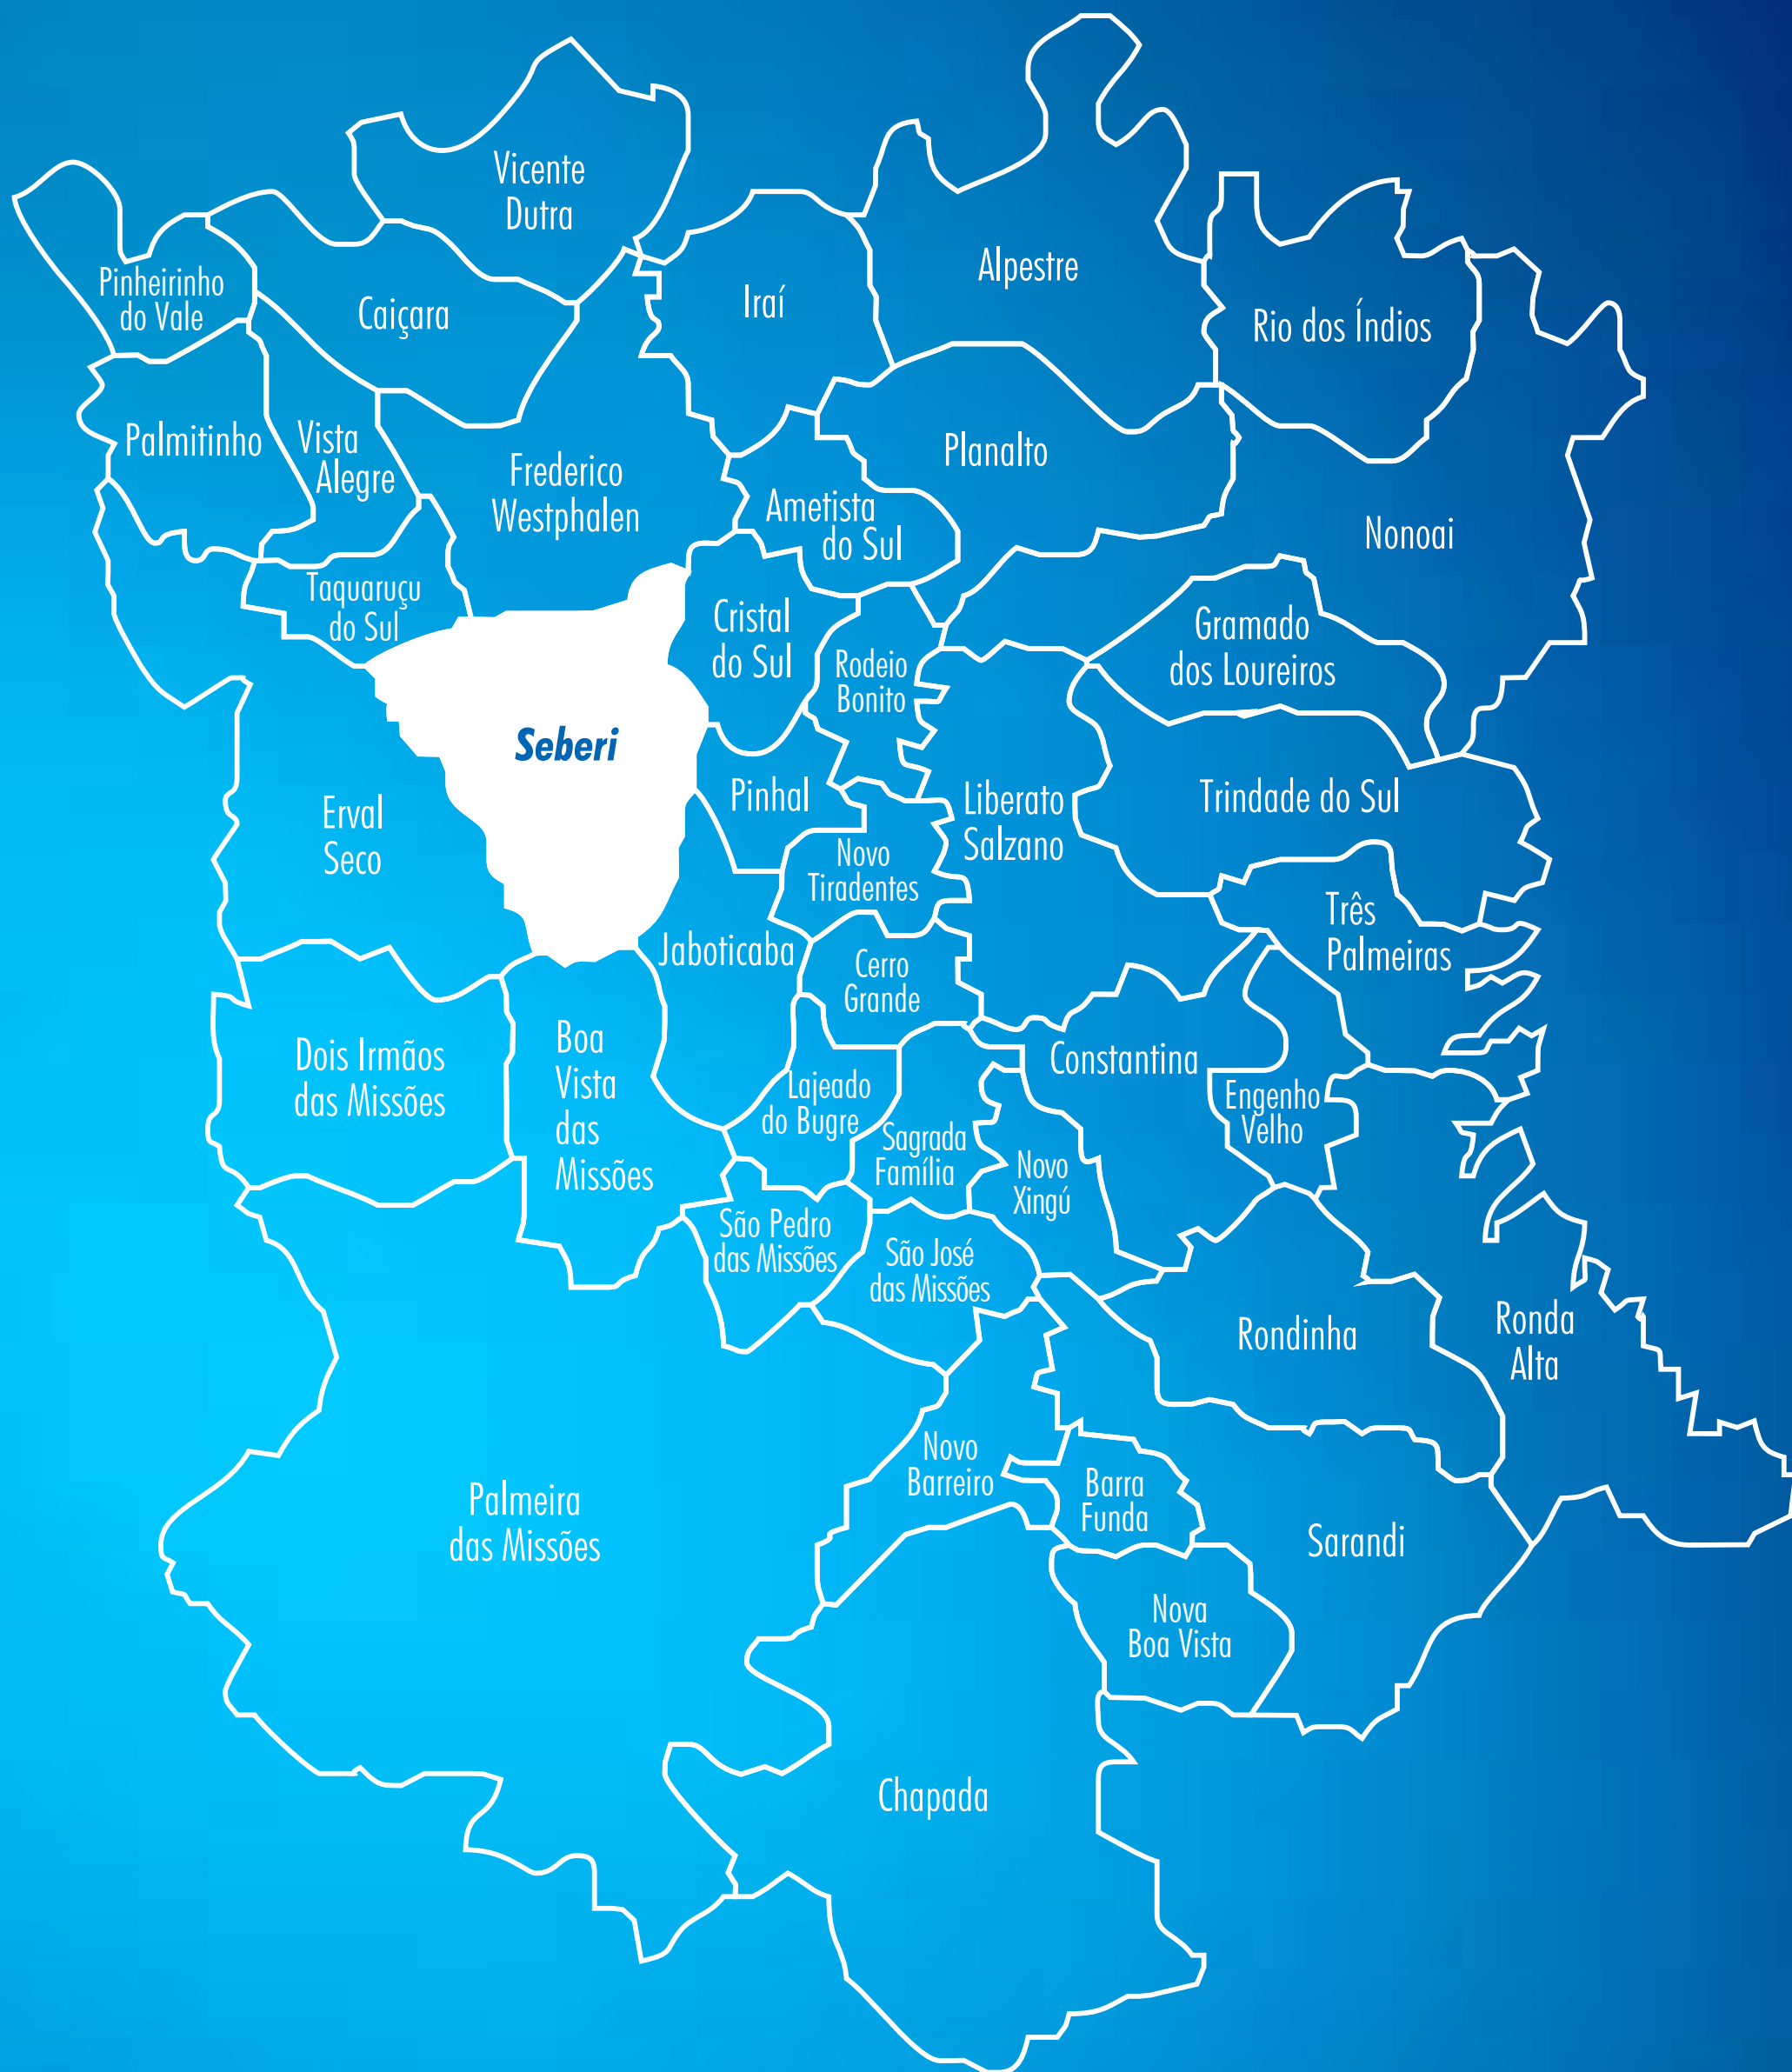 Vicente
Dutra
Pinheirinho
do Vale
Caiçara
Iraí
Alpestre
Rio dos Índios
Palmitinho
Vista
Alegre
Frederico
Westphalen
Planalto
Ametista
do Sul
Nonoai
Taquaruçu
do Sul
Cristal
do Sul
Rodeio
Bonito
Gramado
dos Loureiros
Seberi
Erval
Seco
Pinhal
Liberato
Salzano
Trindade do Sul
Novo
Tiradentes
Três
Palmeiras
Jaboticaba
Cerro
Grande
Dois Irmãos
das Missões
Boa
Vista
das
Missões
Constantina
Lajeado
do Bugre
Engenho
Velho
Sagrada
Família
Novo
Xingú
São Pedro
das Missões
São José
das Missões
Rondinha
Ronda
Alta
Novo
Barreiro
Barra
Funda
Palmeira
das Missões
Sarandi
Nova
Boa Vista
Chapada